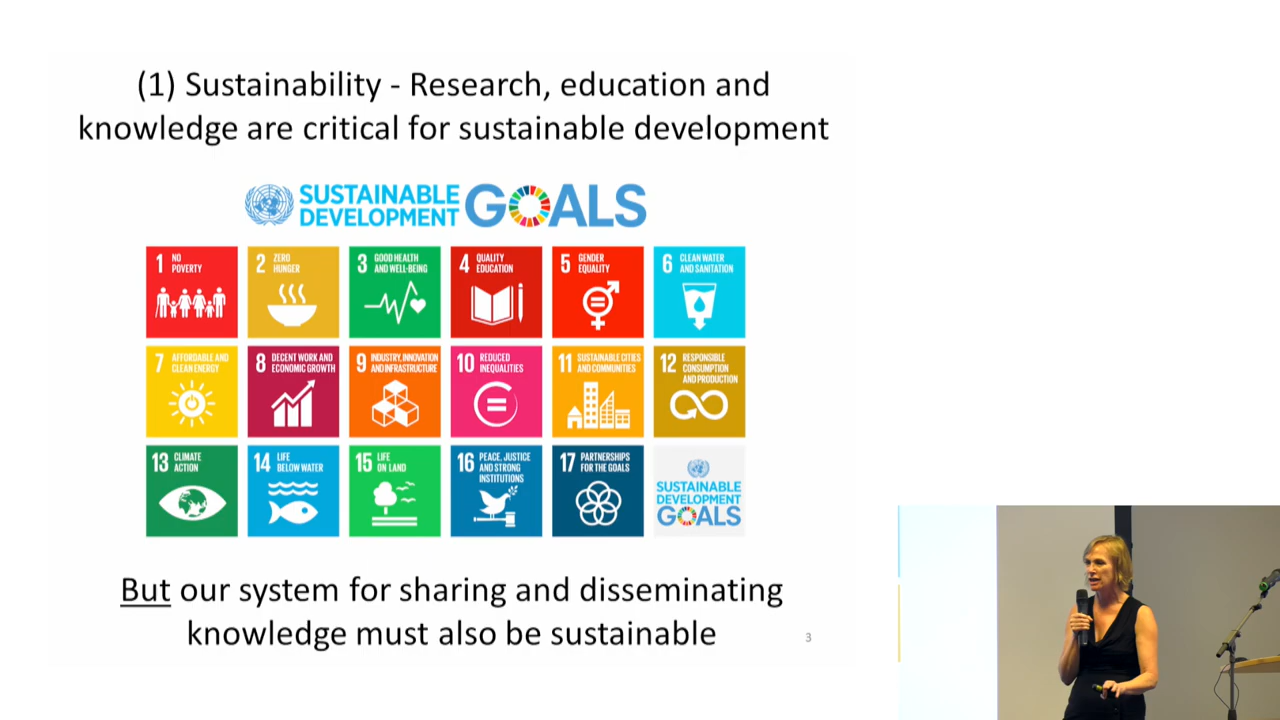 (1) Sustainability - Research, education and
knowledge are critical for sustainable development
SUSTAINABLE
DEVELOPMENT
GOALS
1 NO
POVERTY
2 ZERO
HUNGER
3 GOOD HEALTH
AND WELL-BEING
4 QUALITY
EDUCATION
5 GENDER
EQUALITY
6 CLEAN WATER
AND SANITATION
7 AFFORDABLE AND
CLEAN ENERGY
8 DECENT WORK AND
ECONOMIC GROWTH
9 INDUSTRY, INNOVATION
AND INFRASTRUCTURE
10 REDUCED
INEQUALITIES
11 SUSTAINABLE CITIES
AND COMMUNITIES
12 RESPONSIBLE
CONSUMPTION
AND PRODUCTION
13 CLIMATE
ACTION
14 LIFE
BELOW WATER
15 LIFE
ON LAND
16 PEACE, JUSTICE
AND STRONG
INSTITUTIONS
17 PARTNERSHIPS
FOR THE GOALS
SUSTAINABLE
DEVELOPMENT
GOALS
But our system for sharing and disseminating
knowledge must also be sustainable
3